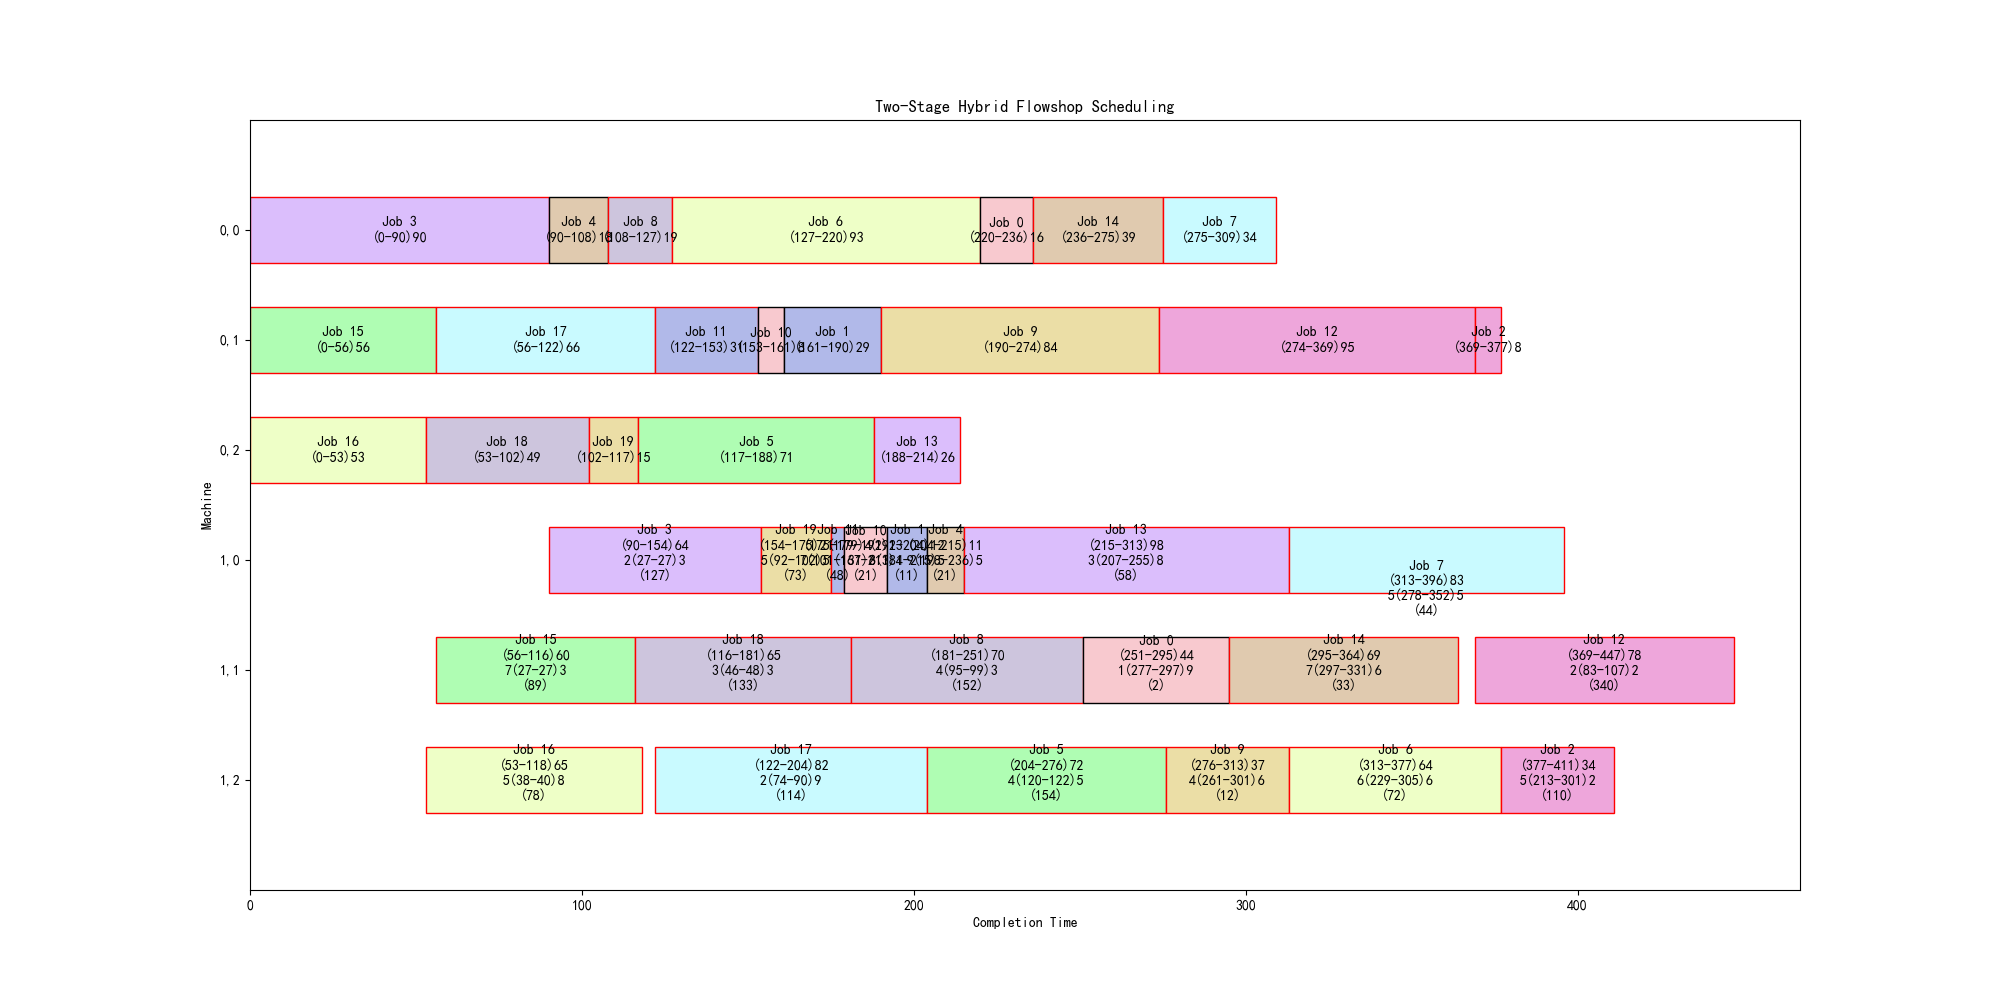 Two-Stage Hybrid Flowshop Scheduling
0,0
Job 3
(0-90)90
Job 4
(90-108)18
Job 8
(108-127)19
Job 6
(127-220)93
Job 0
(220-236)16
Job 14
(236-275)39
Job 7
(275-309)34
0,1
Job 15
(0-56)56
Job 17
(56-122)66
Job 11
(122-153)31
Job 10
(153-161)8
Job 1
(161-190)29
Job 9
(190-274)84
Job 12
(274-369)95
Job 2
(369-377)8
0,2
Job 16
(0-53)53
Job 18
(53-102)49
Job 19
(102-117)15
Job 5
(117-188)71
Job 13
(188-214)26
Machine
1,0
Job 3
(90-154)64
2(27-27)3
(127)
Job 19
(73)
Job 11
(48)
Job 10
(21)
Job 1
(11)
Job 4
(21)
Job 13
(215-313)98
3(207-255)8
(58)
Job 7
(313-396)83
5(278-352)5
(44)
1,1
Job 15
(56-116)60
7(27-27)3
(89)
Job 18
(116-181)65
3(46-48)3
(133)
Job 8
(181-251)70
4(95-99)3
(152)
Job 0
(251-295)44
1(277-297)9
(2)
Job 14
(295-364)69
7(297-331)6
(33)
Job 12
(369-447)78
2(83-107)2
(340)
1,2
Job 16
(53-118)65
5(38-40)8
(78)
Job 17
(122-204)82
2(74-90)9
(114)
Job 5
(204-276)72
4(120-122)5
(154)
Job 9
(276-313)37
4(261-301)6
(12)
Job 6
(313-377)64
6(229-305)6
(72)
Job 2
(377-411)34
5(213-301)2
(110)
0
100
200
300
400
Completion Time